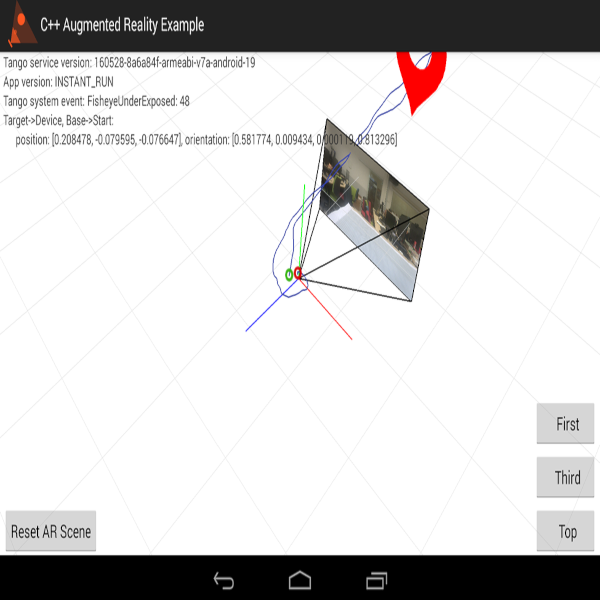 C++ Augmented Reality Example
Tango service version: 160528-8a6a84f-armeabi-v7a-android-19
App version: INSTANT_RUN
Tango system event: FisheyeUnderExposed: 48
Target->Device, Base->Start:
position: [0.208478, -0.079595, -0.076647], orientation: [0.581774, 0.009434, 0.000119, 0.813296]
First
Third
Reset AR Scene
Top